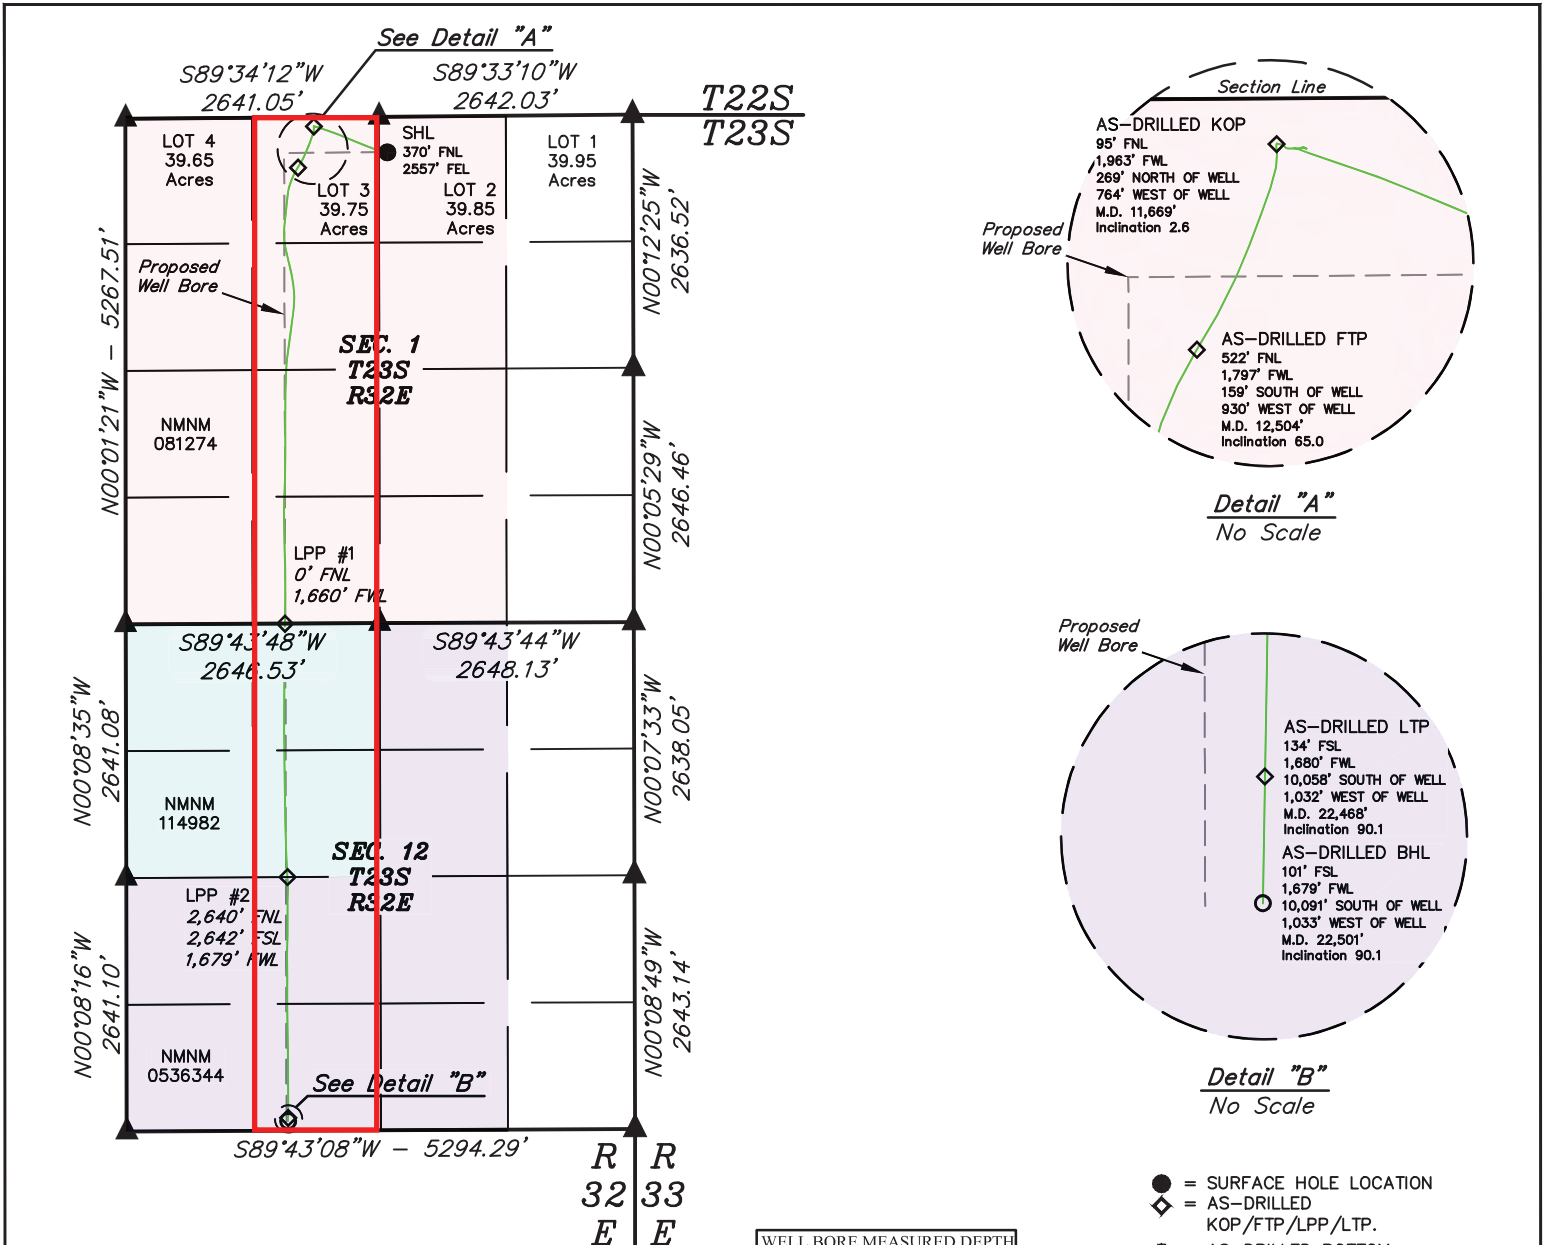 See Detail "A"
S89°34'12"W
2641.05'
S89°33'10"W
2642.03'
T22S
T23S
LOT 4
39.65
Acres
SHL
370' FNL
2557' FEL
LOT 3
39.75
Acres
LOT 2
39.85
Acres
LOT 1
39.95
Acres
N00°12'25"W
2636.52'
Proposed
Well Bore
N00°01'21"W - 5267.51'
SEC. 1
T23S
R32E
NMNM
081274
N00°05'29"W
2646.46'
LPP #1
0' FNL
1,660' FWL
S89°43'48"W
2646.53'
S89°43'44"W
2648.13'
N00°08'35"W
2641.08'
N00°07'33"W
2638.05'
NMNM
114982
SEC. 12
T23S
R32E
LPP #2
2,640' FNL
2,642' FSL
1,679' FWL
N00°08'16"W
2641.10'
N00°08'49"W
2643.14'
NMNM
0536344
See Detail "B"
S89°43'08"W - 5294.29'
R R
32 33
E E
Section Line
AS-DRILLED KOP
95' FNL
1,963' FWL
269' NORTH OF WELL
764' WEST OF WELL
M.D. 11,669'
Inclination 2.6
Proposed
Well Bore
AS-DRILLED FTP
522' FNL
1,797' FWL
159' SOUTH OF WELL
930' WEST OF WELL
M.D. 12,504'
Inclination 65.0
Detail "A"
No Scale
Proposed
Well Bore
AS-DRILLED LTP
134' FSL
1,680' FWL
10,058' SOUTH OF WELL
1,032' WEST OF WELL
M.D. 22,468'
Inclination 90.1
AS-DRILLED BHL
101' FSL
1,679' FWL
10,091' SOUTH OF WELL
1,033' WEST OF WELL
M.D. 22,501'
Inclination 90.1
Detail "B"
No Scale
= SURFACE HOLE LOCATION
= AS-DRILLED
KOP/FTP/LPP/LTP.
WELL BORE MEASURED DEPTH